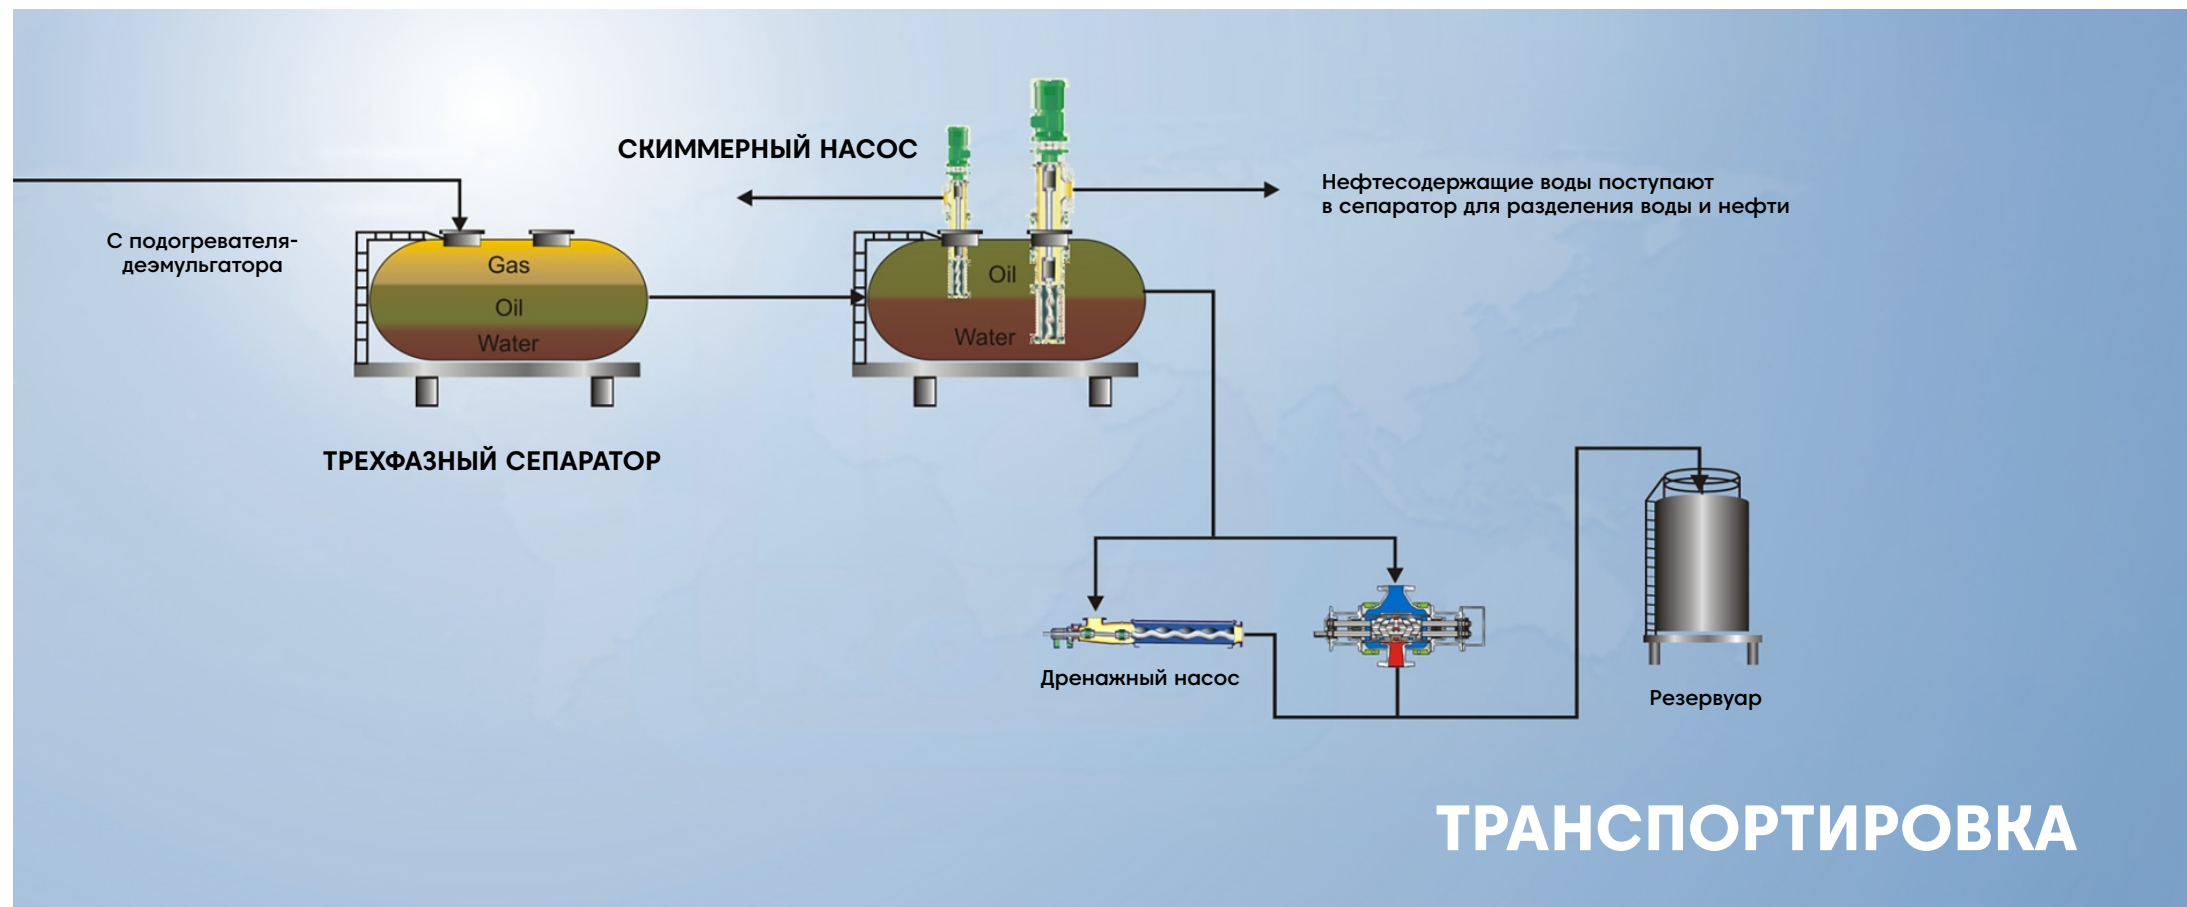 СКИММЕРНЫЙ НАСОС
Нефтесодержащие воды поступают
в сепаратор для разделения воды и нефти
С подогревателя-
деэмульгатора
Gas
Oil
Water
Oil
Water
ТРЕХФАЗНЫЙ СЕПАРАТОР
Дренажный насос
Резервуар
ТРАНСПОРТИРОВКА